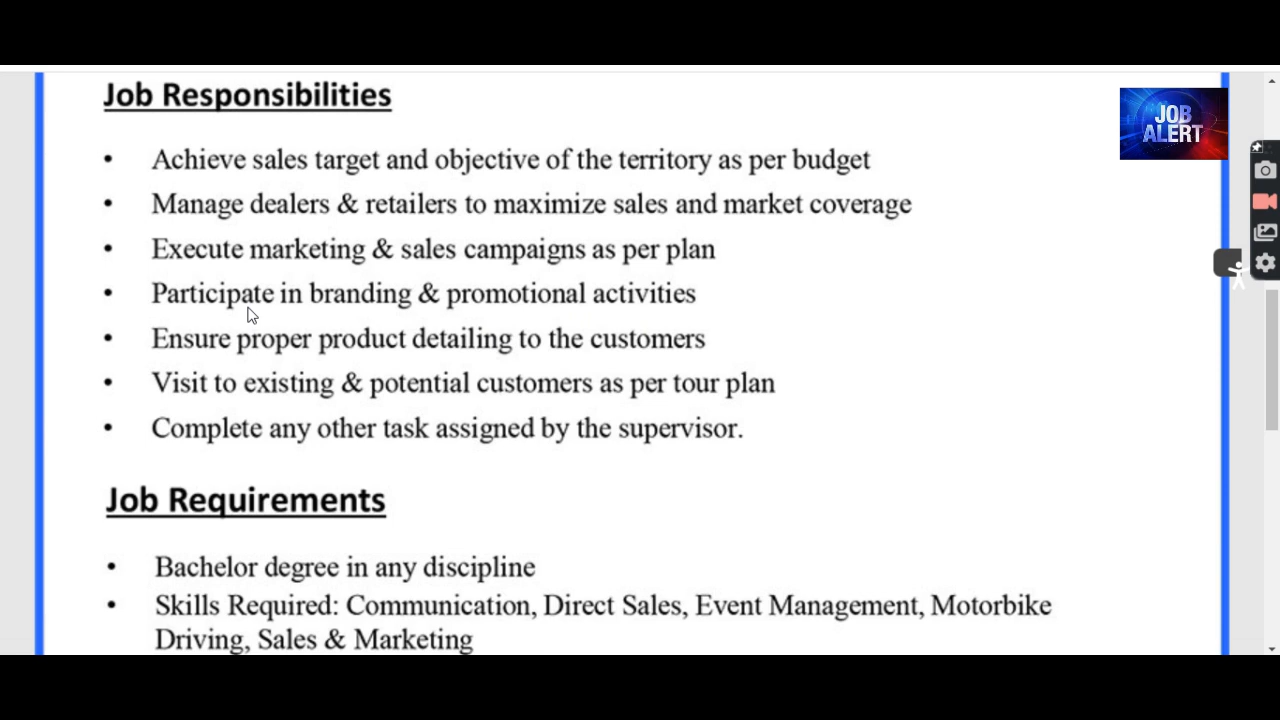 Job Responsibilities
JOB
ALERT
• Achieve sales target and objective of the territory as per budget
• Manage dealers & retailers to maximize sales and market coverage
• Execute marketing & sales campaigns as per plan
• Participate in branding & promotional activities
• Ensure proper product detailing to the customers
• Visit to existing & potential customers as per tour plan
• Complete any other task assigned by the supervisor.
Job Requirements
• Bachelor degree in any discipline
• Skills Required: Communication, Direct Sales, Event Management, Motorbike
Driving, Sales & Marketing